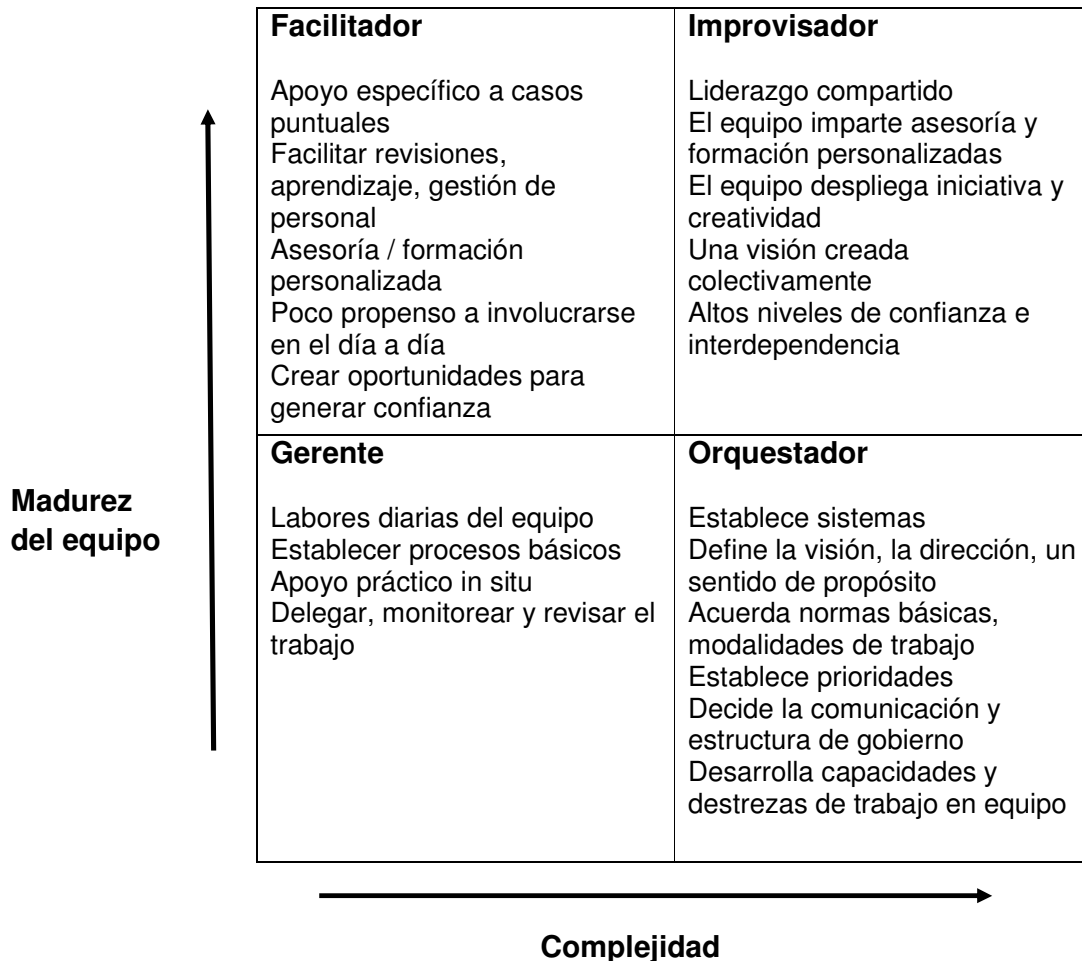 Facilitador
Apoyo específico a casos
puntuales
Facilitar revisiones,
aprendizaje, gestión de
personal
Asesoría / formación
personalizada
Poco propenso a involucrarse
en el día a día
Crear oportunidades para
generar confianza
Improvisador
Liderazgo compartido
El equipo imparte asesoría y
formación personalizadas
El equipo despliega iniciativa y
creatividad
Una visión creada
colectivamente
Altos niveles de confianza e
interdependencia
Madurez
del equipo
Gerente
Labores diarias del equipo
Establecer procesos básicos
Apoyo práctico in situ
Delegar, monitorear y revisar el
trabajo
Orquestador
Establece sistemas
Define la visión, la dirección, un
sentido de propósito
Acuerda normas básicas,
modalidades de trabajo
Establece prioridades
Decide la comunicación y
estructura de gobierno
Desarrolla capacidades y
destrezas de trabajo en equipo
Complejidad